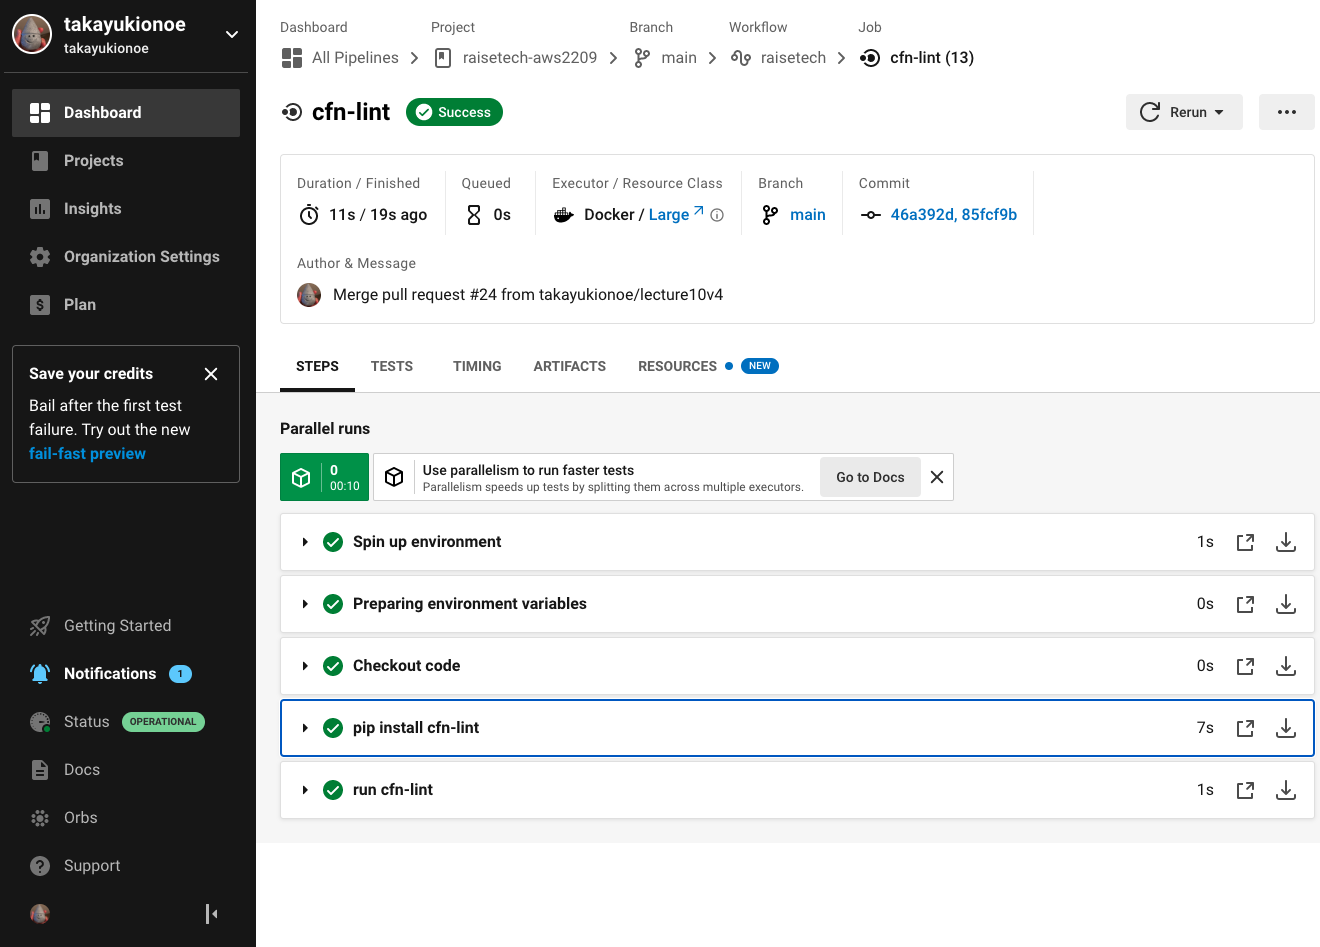 takayukionoe
takayukionoe
Dashboard
Projects
Insights
Organization Settings
Plan
Save your credits
Bail after the first test
failure. Try out the new
fail-fast preview
Getting Started
Notifications 1
Status OPERATIONAL
Docs
Orbs
Support
Dashboard Project Branch Workflow Job
All Pipelines raisetech-aws2209 main raisetech cfn-lint (13)
cfn-lint Success Rerun
Duration / Finished Queued Executor / Resource Class Branch Commit
11s / 19s ago 0s Docker / Large main 46a392d, 85fcf9b
Author & Message
Merge pull request #24 from takayukionoe/lecture10v4
STEPS TESTS TIMING ARTIFACTS RESOURCES NEW
Parallel runs
0
00:10
Use parallelism to run faster tests
Parallelism speeds up tests by splitting them across multiple executors.
Go to Docs
Spin up environment 1s
Preparing environment variables 0s
Checkout code 0s
pip install cfn-lint 7s
run cfn-lint 1s